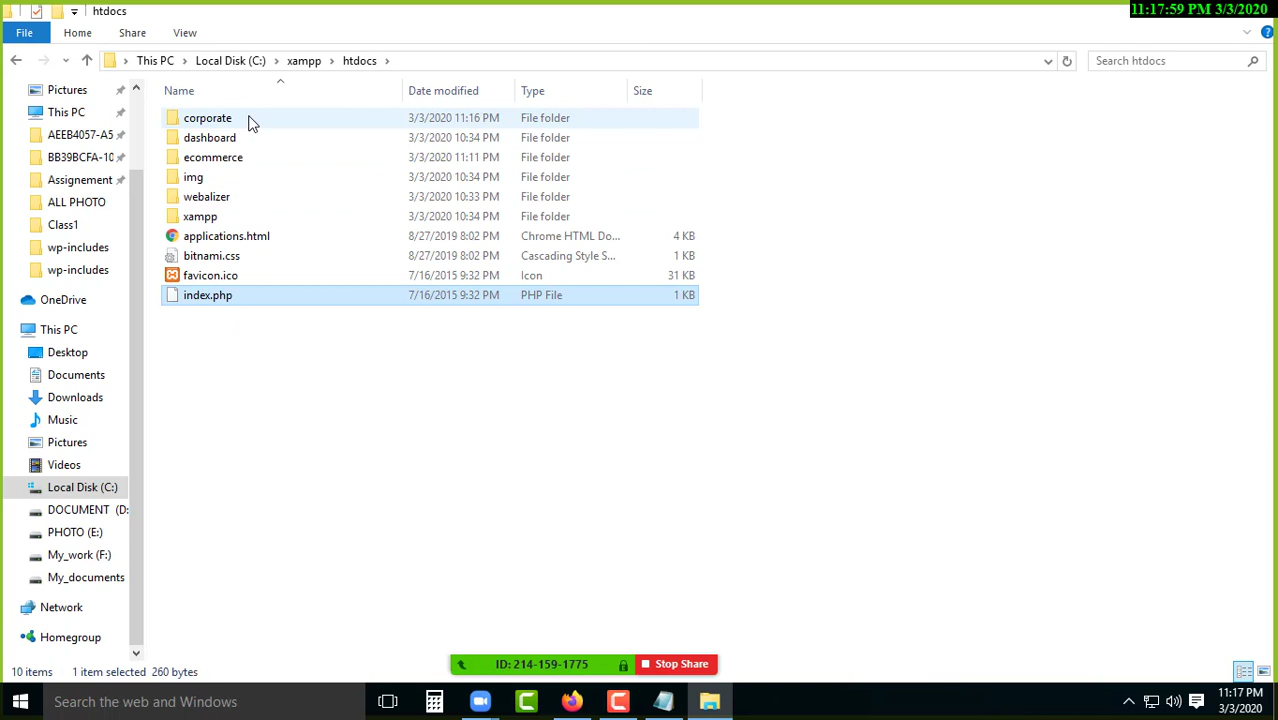 htdocs
11:17:59 PM 3/3/2020
File Home Share View
This PC Local Disk (C:) xampp htdocs
Search htdocs
Name Date modified Type Size
corporate 3/3/2020 11:16 PM File folder
dashboard 3/3/2020 10:34 PM File folder
ecommerce 3/3/2020 11:11 PM File folder
img 3/3/2020 10:34 PM File folder
webalizer 3/3/2020 10:33 PM File folder
xampp 3/3/2020 10:34 PM File folder
applications.html 8/27/2019 8:02 PM Chrome HTML Do... 4 KB
bitnami.css 8/27/2019 8:02 PM Cascading Style S... 1 KB
favicon.ico 7/16/2015 9:32 PM Icon 31 KB
index.php 7/16/2015 9:32 PM PHP File 1 KB
Pictures
This PC
AEEB4057-A5
BB39BCFA-10
Assignement
ALL PHOTO
Class1
wp-includes
wp-includes
OneDrive
This PC
Desktop
Documents
Downloads
Music
Pictures
Videos
Local Disk (C:)
DOCUMENT (D:
PHOTO (E:)
My_work (F:)
My_documents
Network
Homegroup
10 items 1 item selected 260 bytes
ID: 214-159-1775 Stop Share
Search the web and Windows
11:17 PM
3/3/2020